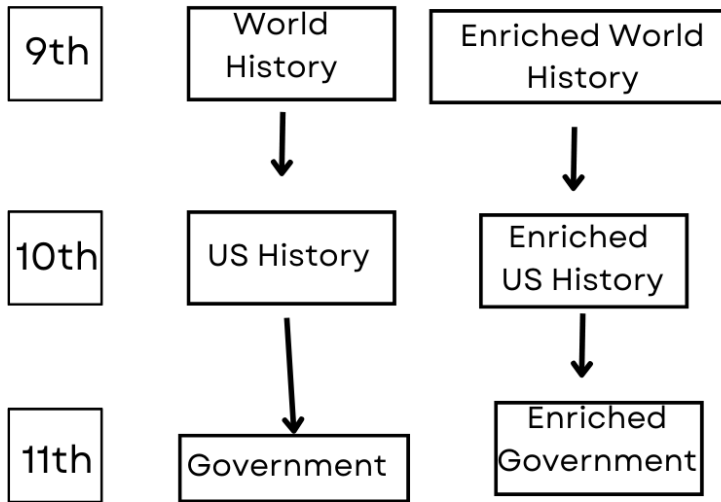 9th
World
History
Enriched World
History
10th
US History
Enriched
US History
11th
Government
Enriched
Government